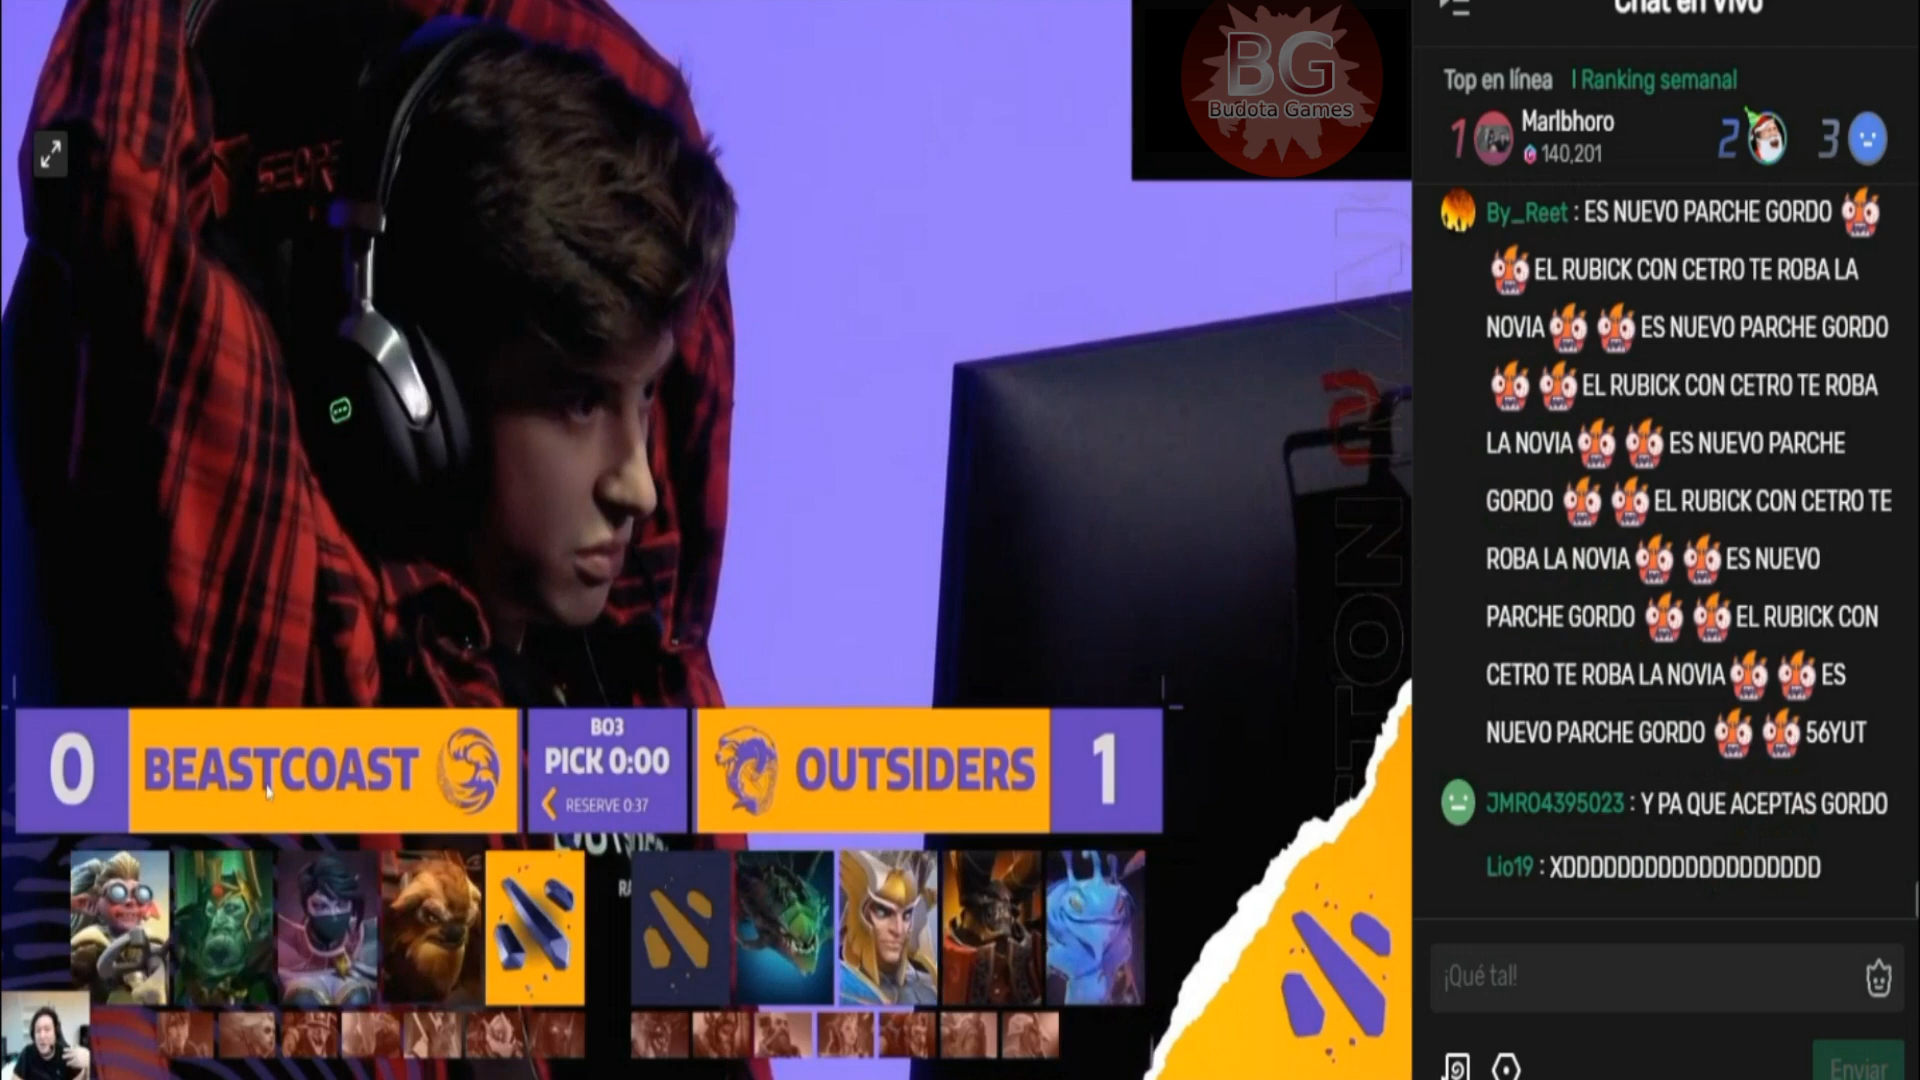 Chat en Vivo
BG
Budota Games
Top en línea | Ranking semanal
1 Marlbhoro 2 3
140,201
By_Reet : ES NUEVO PARCHE GORDO
EL RUBICK CON CETRO TE ROBA LA
NOVIA ES NUEVO PARCHE GORDO
EL RUBICK CON CETRO TE ROBA
LA NOVIA ES NUEVO PARCHE
GORDO EL RUBICK CON CETRO TE
ROBA LA NOVIA ES NUEVO
PARCHE GORDO EL RUBICK CON
CETRO TE ROBA LA NOVIA ES
NUEVO PARCHE GORDO 56YUT
JMR04395023 : Y PA QUE ACEPTAS GORDO
Lio19 : XDDDDDDDDDDDDDDDDDDD
¡Qué tal!
Enviar
0 BEASTCOAST
BO3
PICK 0:00
RESERVE 0:37
OUTSIDERS 1